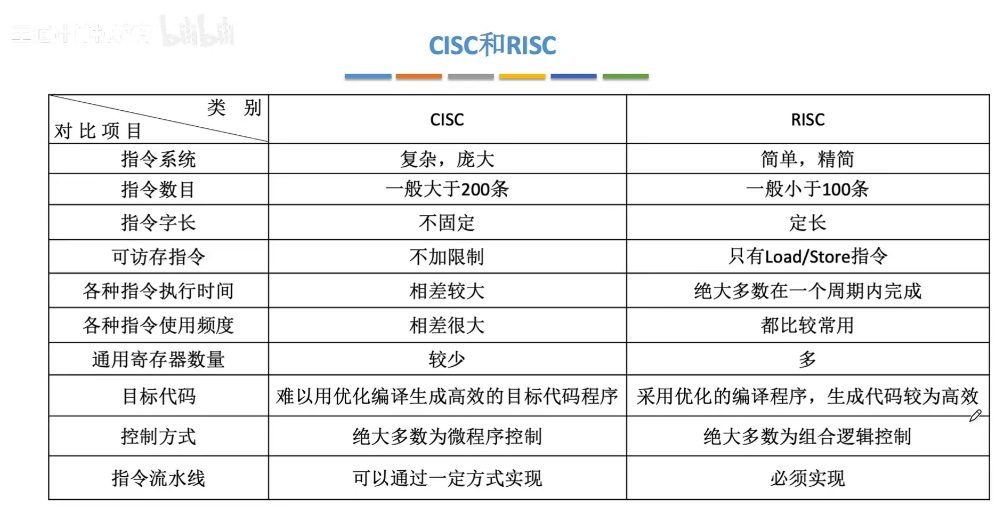 bilibili
CISC和RISC
类 别
对比项目
CISC
RISC
指令系统
复杂，庞大
简单，精简
指令数目
一般大于200条
一般小于100条
指令字长
不固定
定长
可访存指令
不加限制
只有Load/Store指令
各种指令执行时间
相差较大
绝大多数在一个周期内完成
各种指令使用频度
相差很大
都比较常用
通用寄存器数量
较少
多
目标代码
难以用优化编译生成高效的目标代码程序
采用优化的编译程序，生成代码较为高效
控制方式
绝大多数为微程序控制
绝大多数为组合逻辑控制
指令流水线
可以通过一定方式实现
必须实现